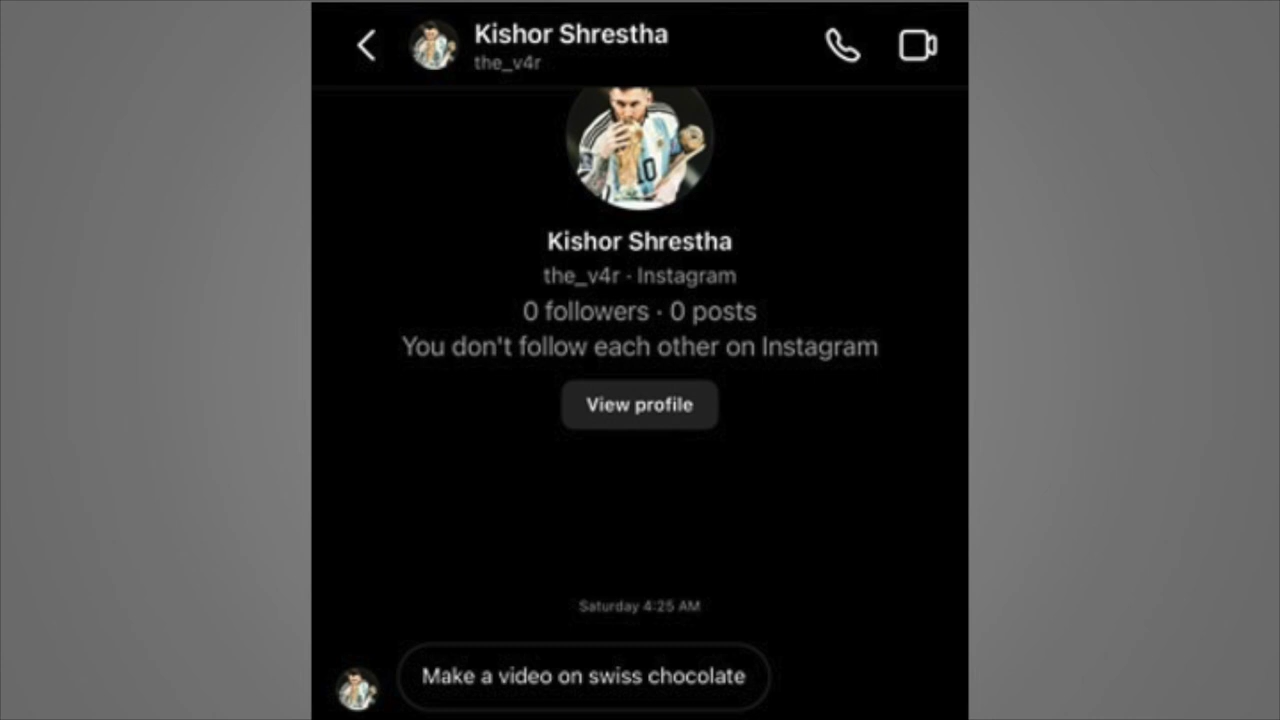 Kishor Shrestha
the_v4r
10
Kishor Shrestha
the_v4r · Instagram
0 followers · 0 posts
You don't follow each other on Instagram
View profile
Saturday 4:25 AM
Make a video on swiss chocolate